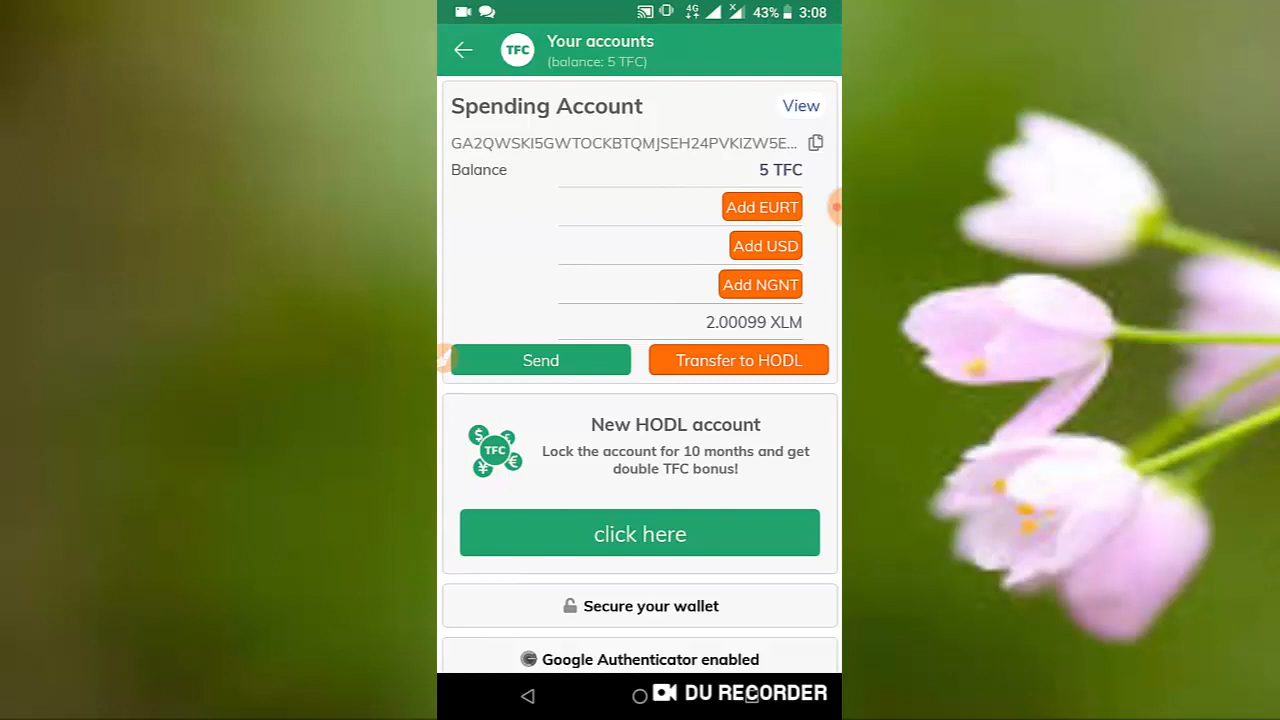 4G X 43% 3:08
TFC Your accounts
(balance: 5 TFC)
Spending Account View
GA2QWSKI5GWTOCKBTQMJSEH24PVKIZW5E...
Balance 5 TFC
Add EURT
Add USD
Add NGNT
2.00099 XLM
Send Transfer to HODL
New HODL account
TFC Lock the account for 10 months and get
double TFC bonus!
click here
Secure your wallet
Google Authenticator enabled
DU RECORDER